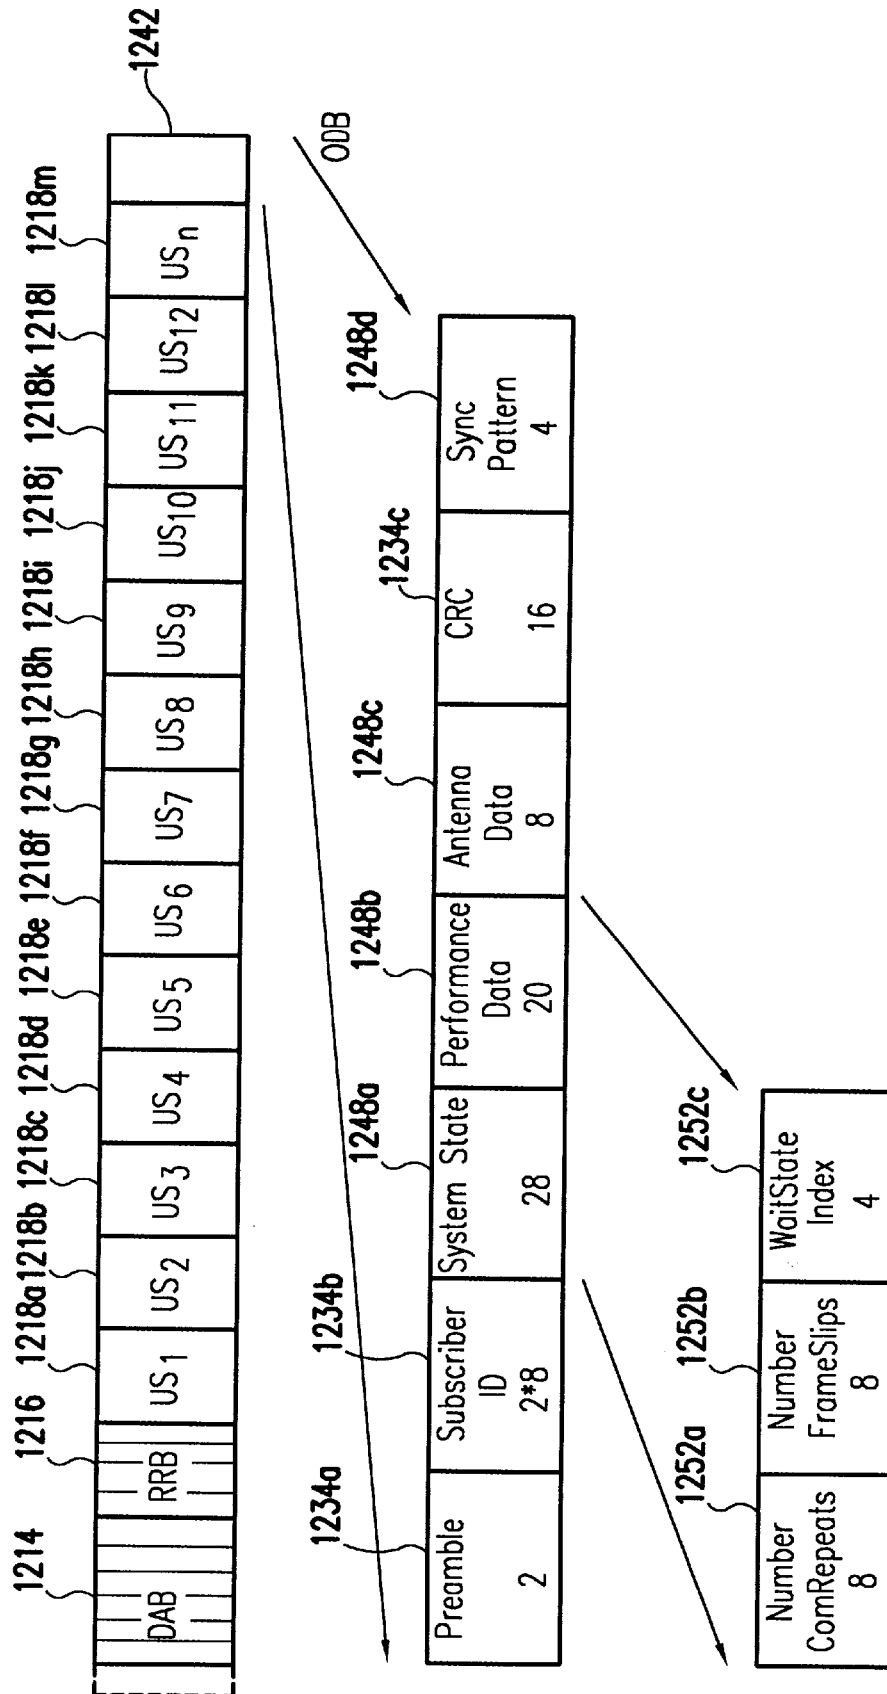 1214 1216 1218a 1218b 1218c 1218d 1218e 1218f 1218g 1218h 1218i 1218j 1218k 1218l 1218m
DAB RRB US1 US2 US3 US4 US5 US6 US7 US8 US9 US10 US11 US12 USn
1242
ODB
1234a 1234b 1248a 1248b 1248c 1234c 1248d
Preamble
2
Subscriber
ID
2*8
System State
28
Performance
Data
20
Antenna
Data
8
CRC
16
Sync
Pattern
4
1252a 1252b 1252c
Number
ComRepeats
8
Number
FrameSlips
8
WaitState
Index
4